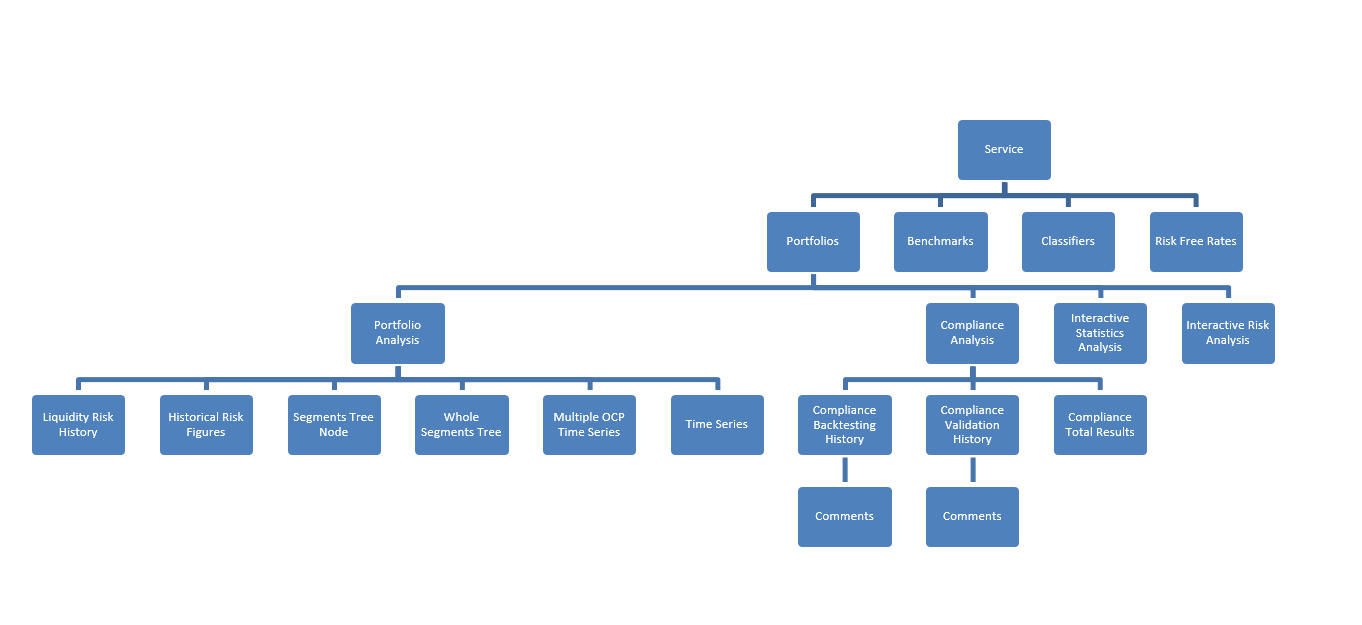 Service
Portfolios
Benchmarks
Classifiers
Risk Free Rates
Portfolio
Analysis
Compliance
Analysis
Interactive
Statistics
Analysis
Interactive Risk
Analysis
Liquidity Risk
History
Historical Risk
Figures
Segments Tree
Node
Whole
Segments Tree
Multiple OCP
Time Series
Time Series
Compliance
Backtesting
History
Compliance
Validation
History
Compliance
Total Results
Comments
Comments